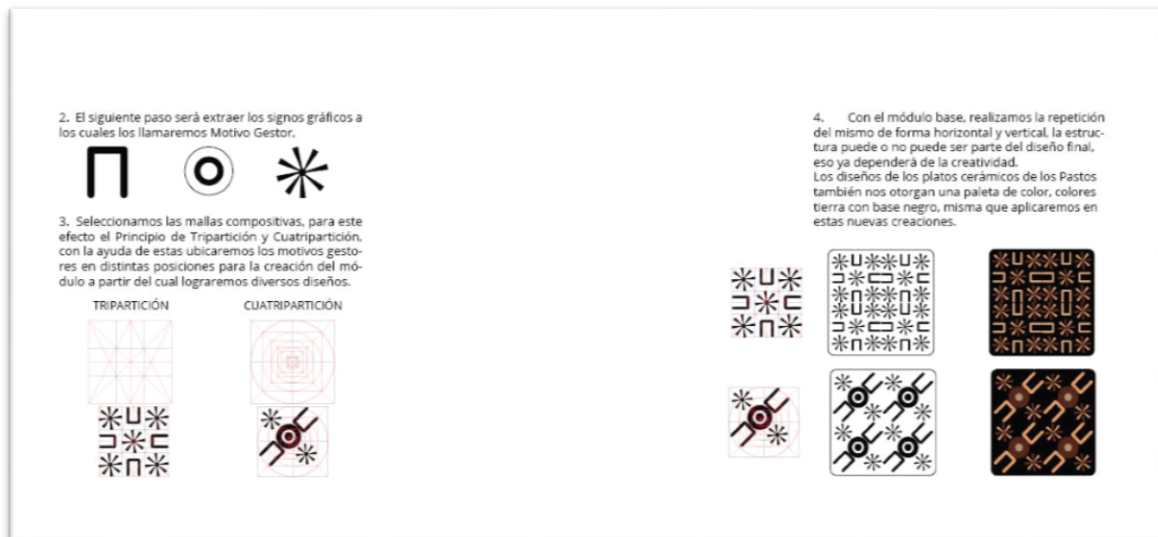 2. El siguiente paso será extraer los signos gráficos a
los cuales los llamaremos Motivo Gestor.
3. Seleccionamos las mallas compositivas, para este
efecto el Principio de Tripartición y Cuatripartición,
con la ayuda de estas ubicaremos los motivos gesto-
res en distintas posiciones para la creación del mó-
dulo a partir del cual lograremos diversos diseños.
TRIPARTICIÓN
CUATRIPARTICIÓN
4. Con el módulo base, realizamos la repetición
del mismo de forma horizontal y vertical, la estruc-
tura puede o no puede ser parte del diseño final,
eso ya dependerá de la creatividad.
Los diseños de los platos cerámicos de los Pastos
también nos otorgan una paleta de color, colores
tierra con base negro, misma que aplicaremos en
estas nuevas creaciones.